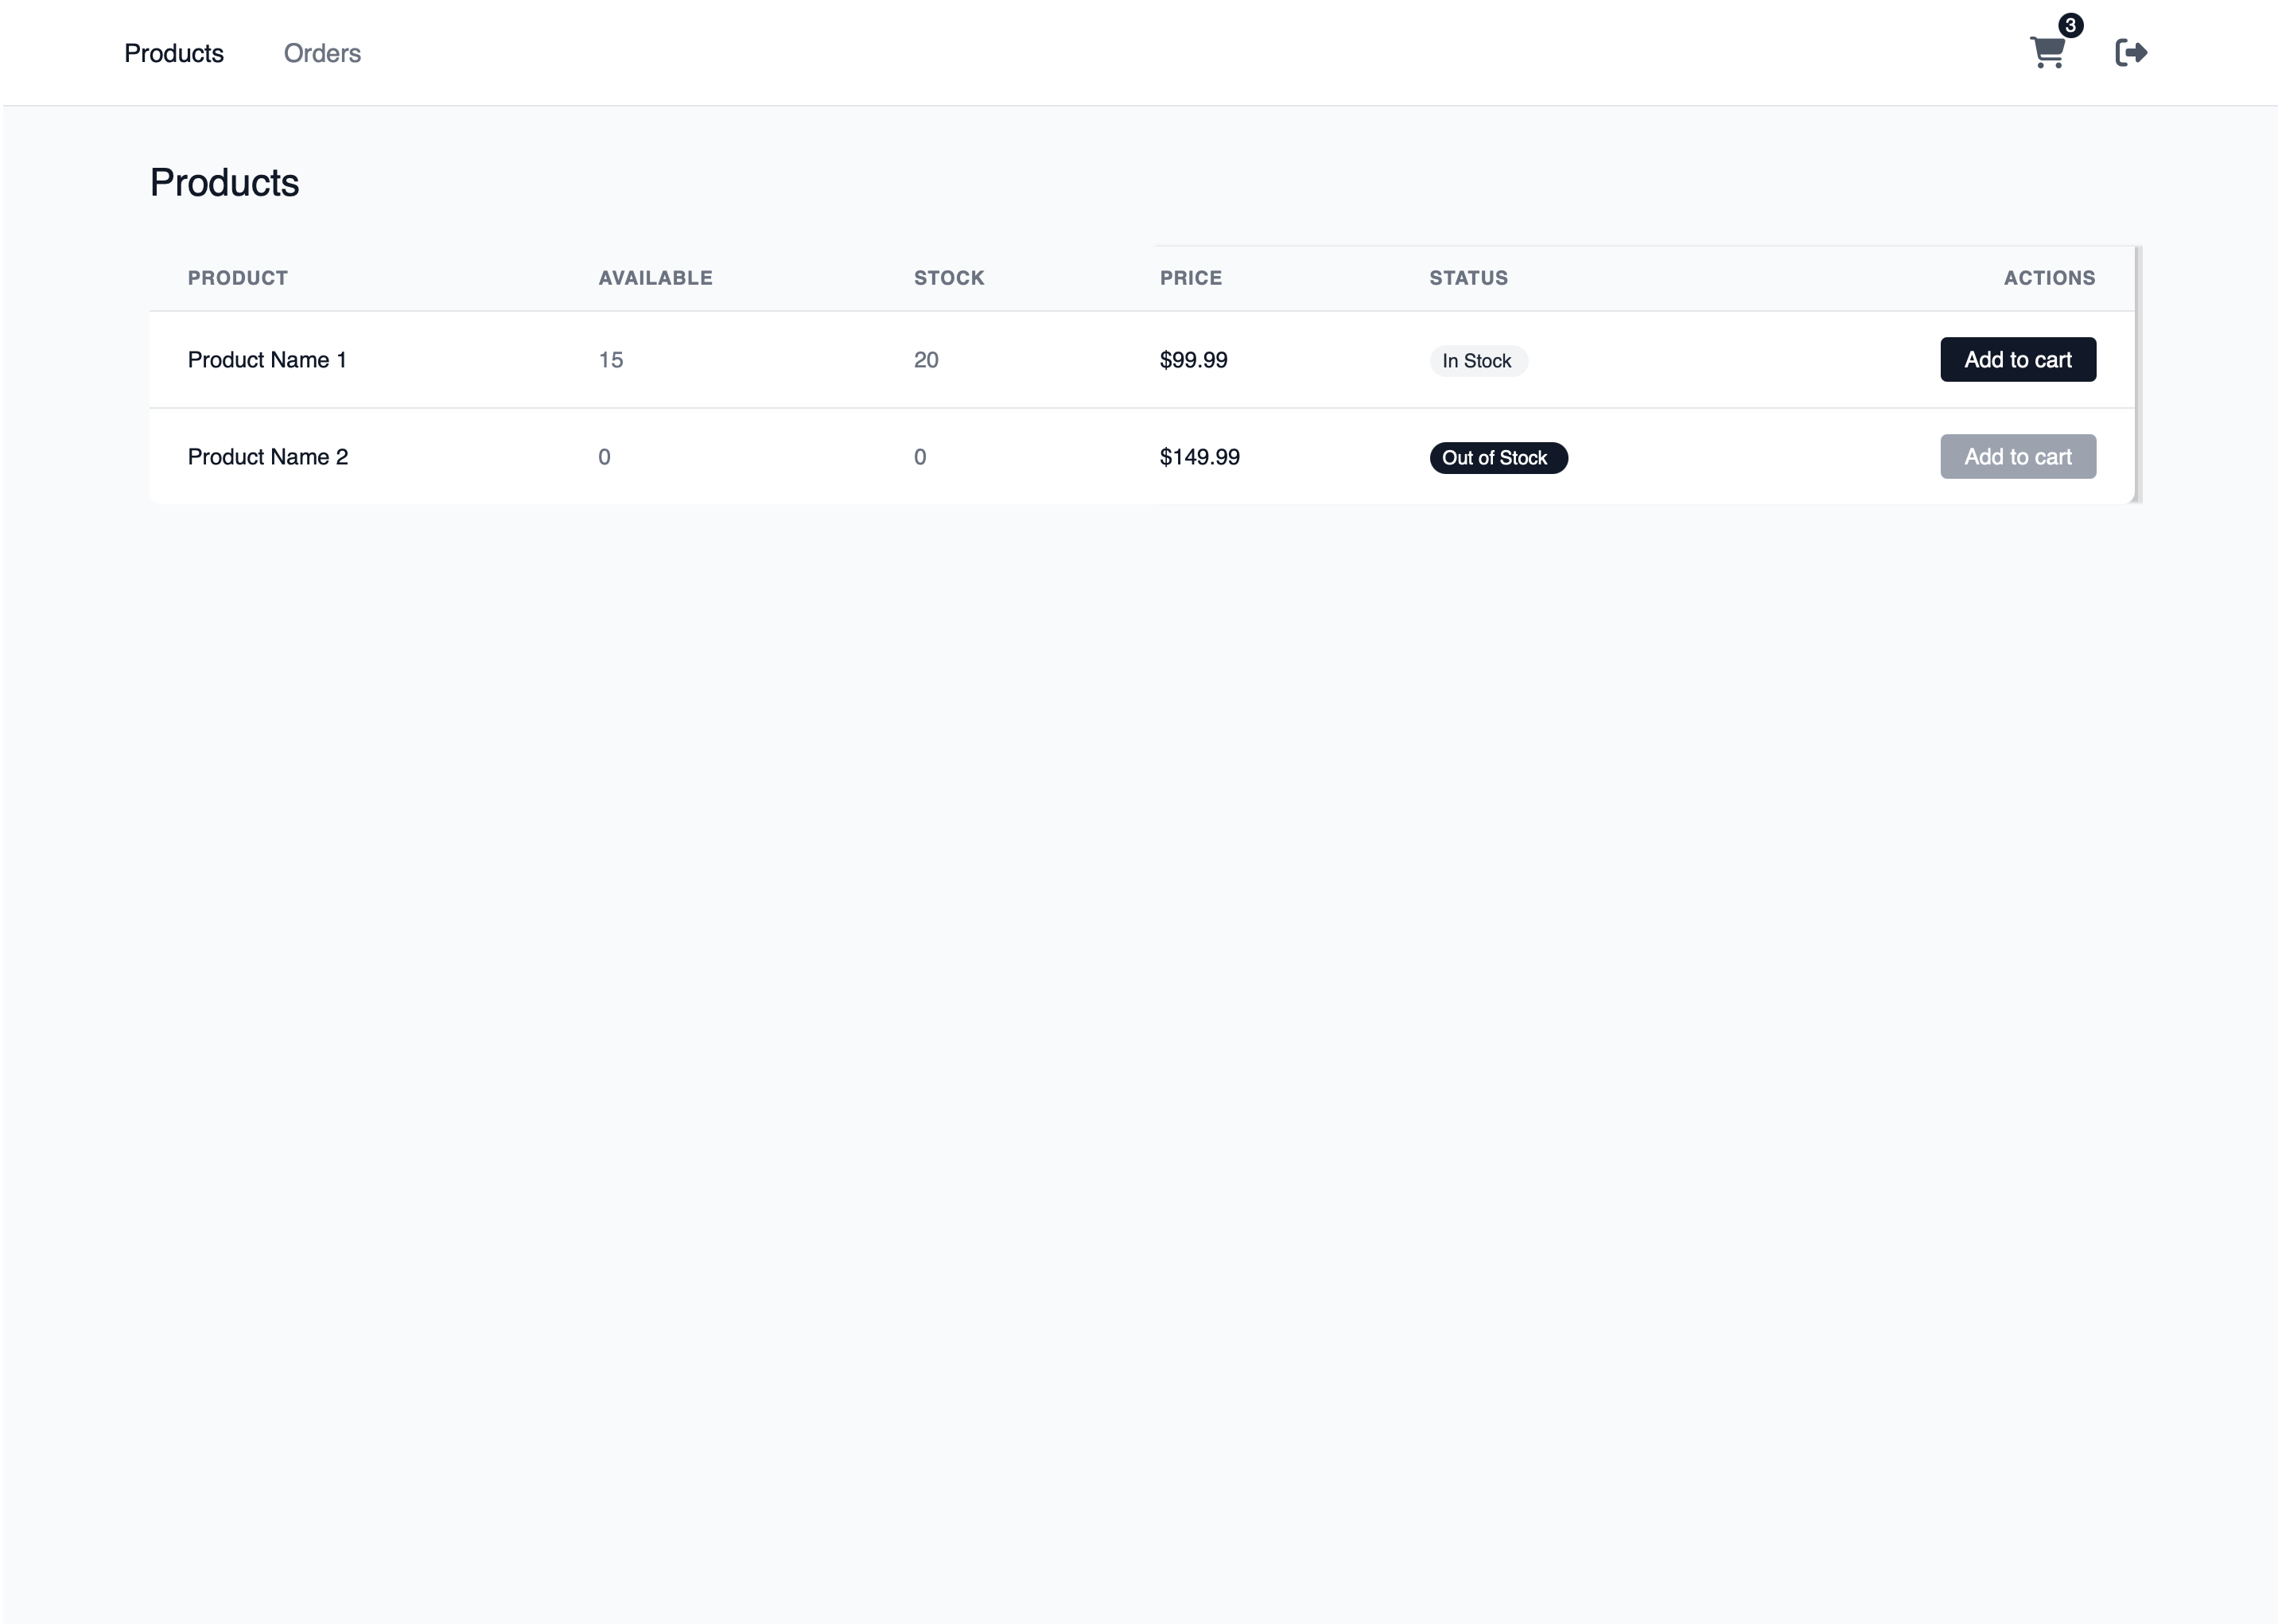 3
Products Orders
Products
PRODUCT AVAILABLE STOCK PRICE STATUS ACTIONS
Product Name 1 15 20 $99.99 In Stock Add to cart
Product Name 2 0 0 $149.99 Out of Stock Add to cart